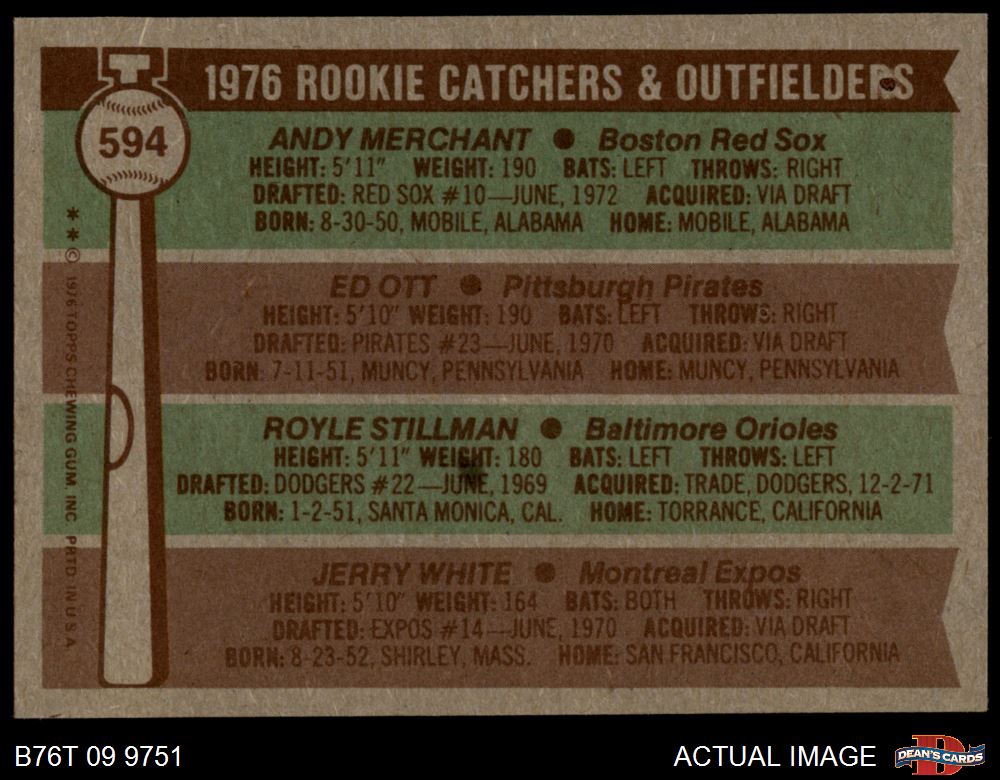 1976 ROOKIE CATCHERS & OUTFIELDERS
594
ANDY MERCHANT ● Boston Red Sox
HEIGHT: 5'11" WEIGHT: 190 BATS: LEFT THROWS: RIGHT
DRAFTED: RED SOX #10—JUNE, 1972 ACQUIRED: VIA DRAFT
BORN: 8-30-50, MOBILE, ALABAMA HOME: MOBILE, ALABAMA
ED OTT ● Pittsburgh Pirates
HEIGHT: 5'10" WEIGHT: 190 BATS: LEFT THROWS: RIGHT
DRAFTED: PIRATES #23—JUNE, 1970 ACQUIRED: VIA DRAFT
BORN: 7-11-51, MUNCY, PENNSYLVANIA HOME: MUNCY, PENNSYLVANIA
ROYLE STILLMAN ● Baltimore Orioles
HEIGHT: 5'11" WEIGHT: 180 BATS: LEFT THROWS: LEFT
DRAFTED: DODGERS #22—JUNE, 1969 ACQUIRED: TRADE, DODGERS, 12-2-71
BORN: 1-2-51, SANTA MONICA, CAL. HOME: TORRANCE, CALIFORNIA
JERRY WHITE ● Montreal Expos
HEIGHT: 5'10" WEIGHT: 164 BATS: BOTH THROWS: RIGHT
DRAFTED: EXPOS #14—JUNE, 1970 ACQUIRED: VIA DRAFT
BORN: 8-23-52, SHIRLEY, MASS. HOME: SAN FRANCISCO, CALIFORNIA
**© 1976 TOPPS CHEWING GUM, INC. PRTD. IN U.S.A.
B76T 09 9751
ACTUAL IMAGE
D
DEAN'S CARDS